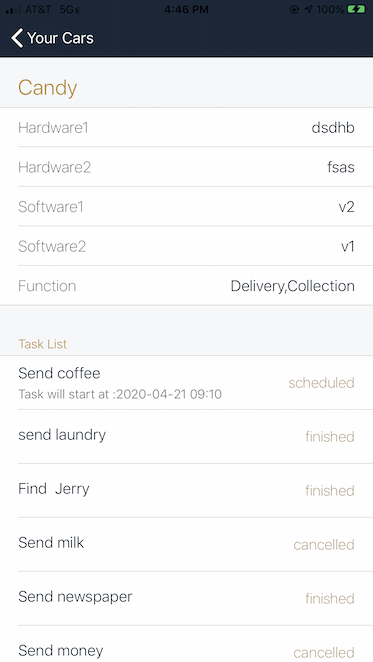 AT&T 5GE 4:46 PM 100%
Your Cars
Candy
Hardware1 dsdhb
Hardware2 fsas
Software1 v2
Software2 v1
Function Delivery,Collection
Task List
Send coffee
Task will start at :2020-04-21 09:10 scheduled
send laundry finished
Find  Jerry finished
Send milk cancelled
Send newspaper finished
Send money cancelled